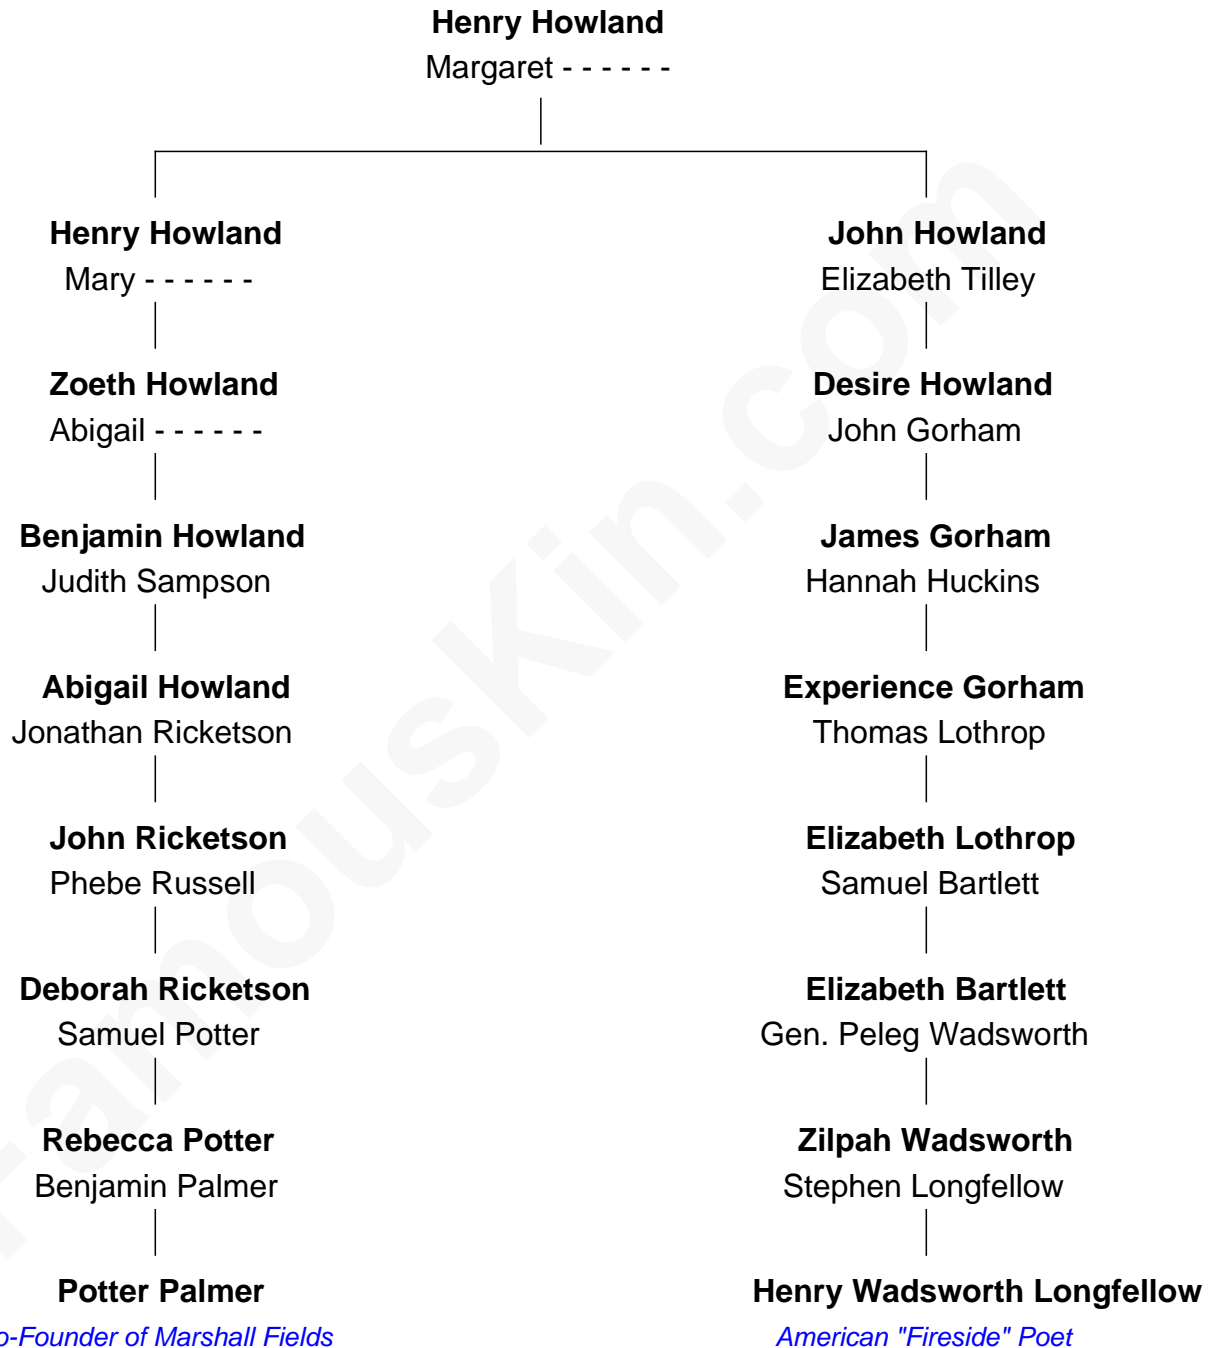 Henry Howland
Margaret - - - - - -
Henry Howland
Mary - - - - - -
John Howland
Elizabeth Tilley
Zoeth Howland
Abigail - - - - - -
Desire Howland
John Gorham
Benjamin Howland
Judith Sampson
James Gorham
Hannah Huckins
Abigail Howland
Jonathan Ricketson
Experience Gorham
Thomas Lothrop
John Ricketson
Phebe Russell
Elizabeth Lothrop
Samuel Bartlett
Deborah Ricketson
Samuel Potter
Elizabeth Bartlett
Gen. Peleg Wadsworth
Rebecca Potter
Benjamin Palmer
Zilpah Wadsworth
Stephen Longfellow
Potter Palmer
o-Founder of Marshall Fields
Henry Wadsworth Longfellow
American "Fireside" Poet
FamousKin.com